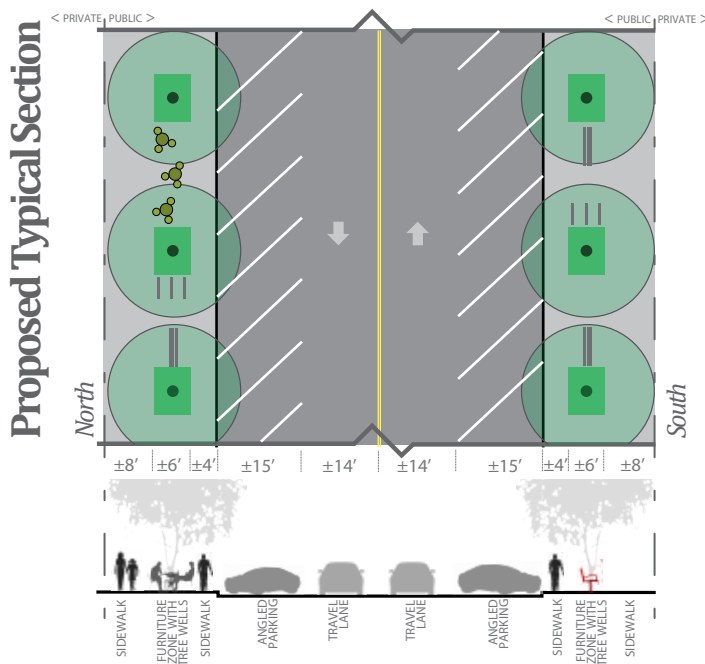 < PRIVATE PUBLIC >
< PUBLIC PRIVATE >
Proposed Typical Section
North
South
±8’ ±6’ ±4’ ±15’ ±14’ ±14’ ±15’ ±4’ ±6’ ±8’
SIDEWALK
FURNITURE
ZONE WITH
TREE WELLS
SIDEWALK
ANGLED
PARKING
TRAVEL
LANE
TRAVEL
LANE
ANGLED
PARKING
SIDEWALK
FURNITURE
ZONE WITH
TREE WELLS
SIDEWALK